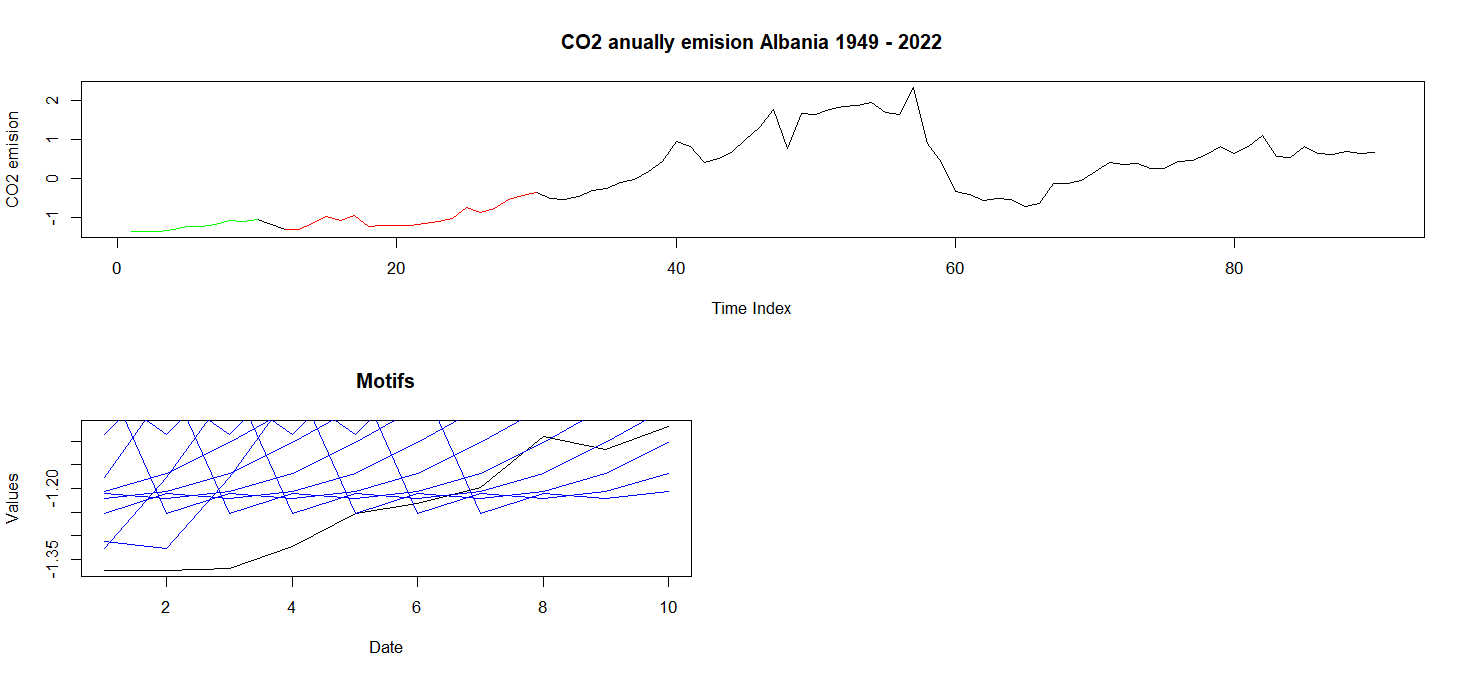 CO2 anually emision Albania 1949 - 2022
CO2 emision
2
1
0
-1
0 20 40 60 80
Time Index
Motifs
Values
-1.20
-1.35
2 4 6 8 10
Date